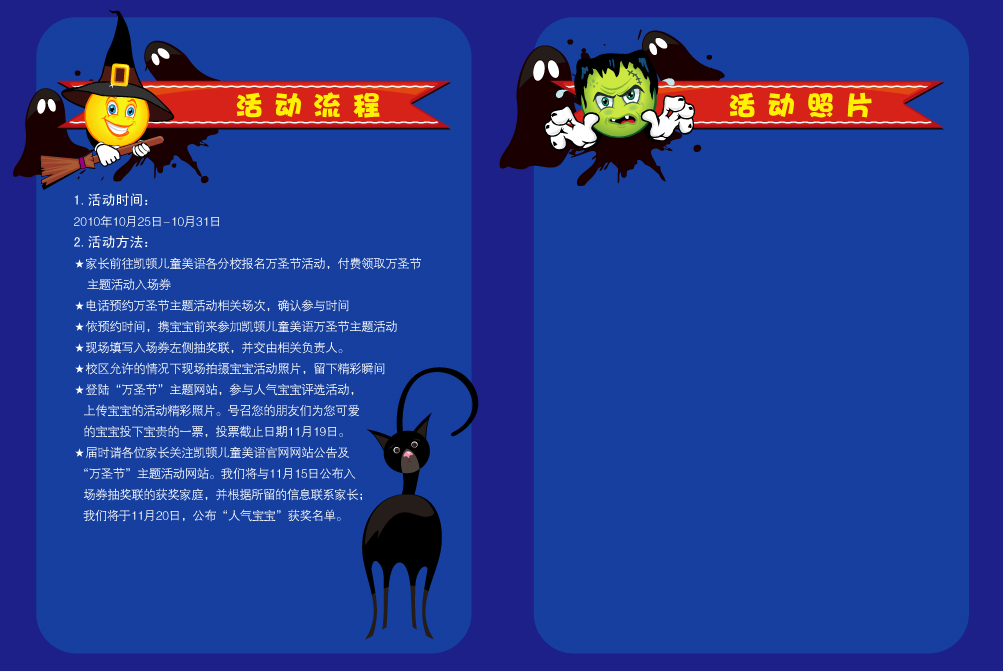 活动流程
1. 活动时间：
2010年10月25日-10月31日
2. 活动方法：
★家长前往凯顿儿童美语各分校报名万圣节活动，付费领取万圣节
主题活动入场券
★电话预约万圣节主题活动相关场次，确认参与时间
★依预约时间，携宝宝前来参加凯顿儿童美语万圣节主题活动
★现场填写入场券左侧抽奖联，并交由相关负责人。
★校区允许的情况下现场拍摄宝宝活动照片，留下精彩瞬间
★登陆“万圣节”主题网站，参与人气宝宝评选活动，
上传宝宝的活动精彩照片。号召您的朋友们为您可爱
的宝宝投下宝贵的一票，投票截止日期11月19日。
★届时请各位家长关注凯顿儿童美语官网网站公告及
“万圣节”主题活动网站。我们将与11月15日公布入
场券抽奖联的获奖家庭，并根据所留的信息联系家长；
我们将于11月20日，公布“人气宝宝”获奖名单。
活动照片